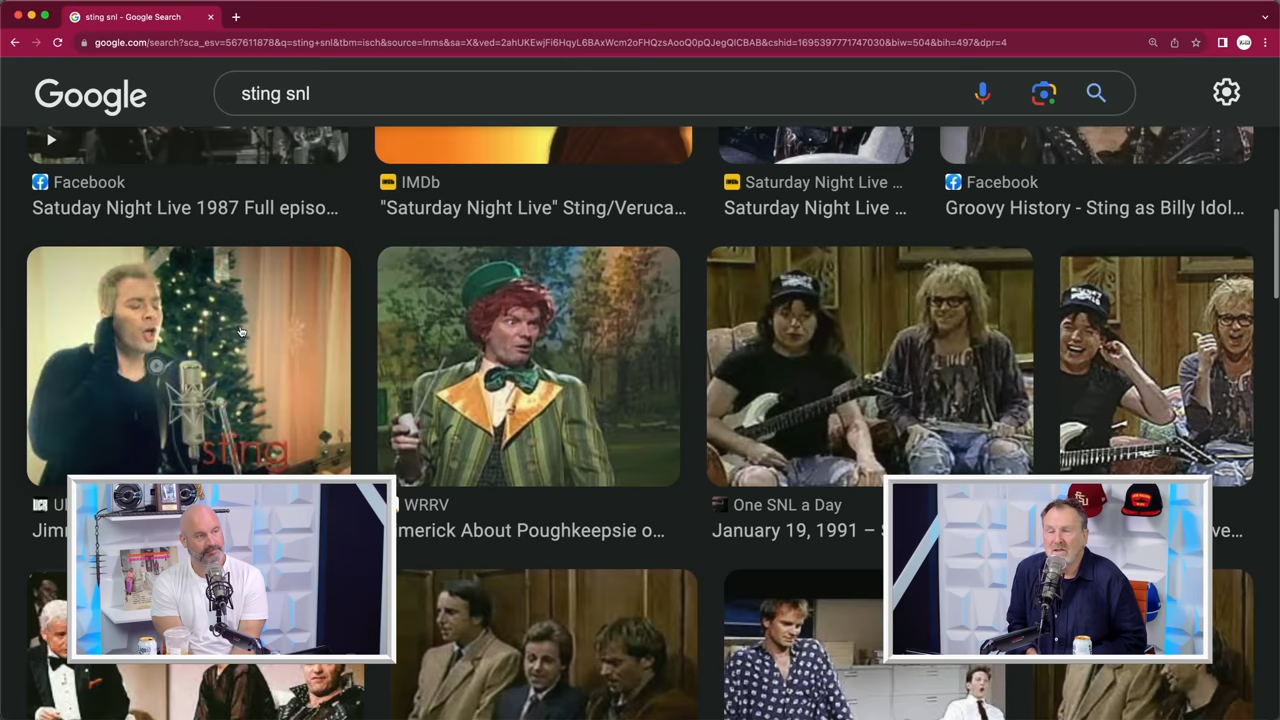 sting snl - Google Search
google.com/search?sca_esv=567611878&q=sting+snl&tbm=isch&source=lnms&sa=X&ved=2ahUKEwjFi6HqyL6BAxWcm2oFHQzsAooQ0pQJegQICBAB&cshid=1695397771747030&biw=504&bih=497&dpr=4
Google
sting snl
Facebook
IMDb
Saturday Night Live ...
Facebook
Satuday Night Live 1987 Full episo...
"Saturday Night Live" Sting/Veruca...
Saturday Night Live ...
Groovy History - Sting as Billy Idol...
sting
WRRV
One SNL a Day
Jim
merick About Poughkeepsie o...
January 19, 1991 –
ve...